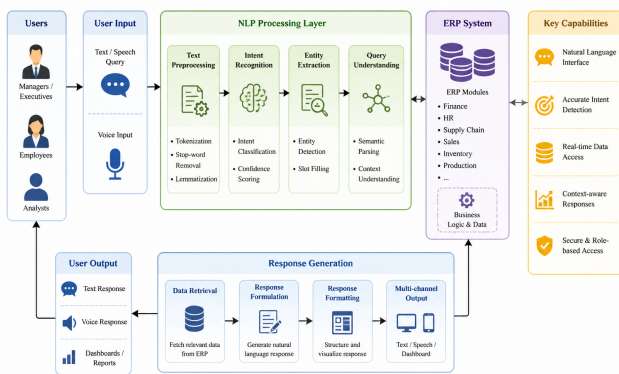 Users
Managers /
Executives
Employees
Analysts
User Input
Text / Speech
Query
Voice Input
NLP Processing Layer
Text
Preprocessing
• Tokenization
• Stop-word
Removal
• Lemmatization
Intent
Recognition
• Intent
Classification
• Confidence
Scoring
Entity
Extraction
• Entity
Detection
• Slot Filling
Query
Understanding
• Semantic
Parsing
• Context
Understanding
ERP System
ERP Modules
• Finance
• HR
• Supply Chain
• Sales
• Inventory
• Production
• ...
Business
Logic & Data
Key Capabilities
Natural Language
Interface
Accurate Intent
Detection
Real-time Data
Access
Context-aware
Responses
Secure & Role-
based Access
User Output
Text Response
Voice Response
Dashboards /
Reports
Response Generation
Data Retrieval
Fetch relevant data
from ERP
Response
Formulation
Generate natural
language response
Response
Formatting
Structure and
visualize response
Multi-channel
Output
Text / Speech /
Dashboard